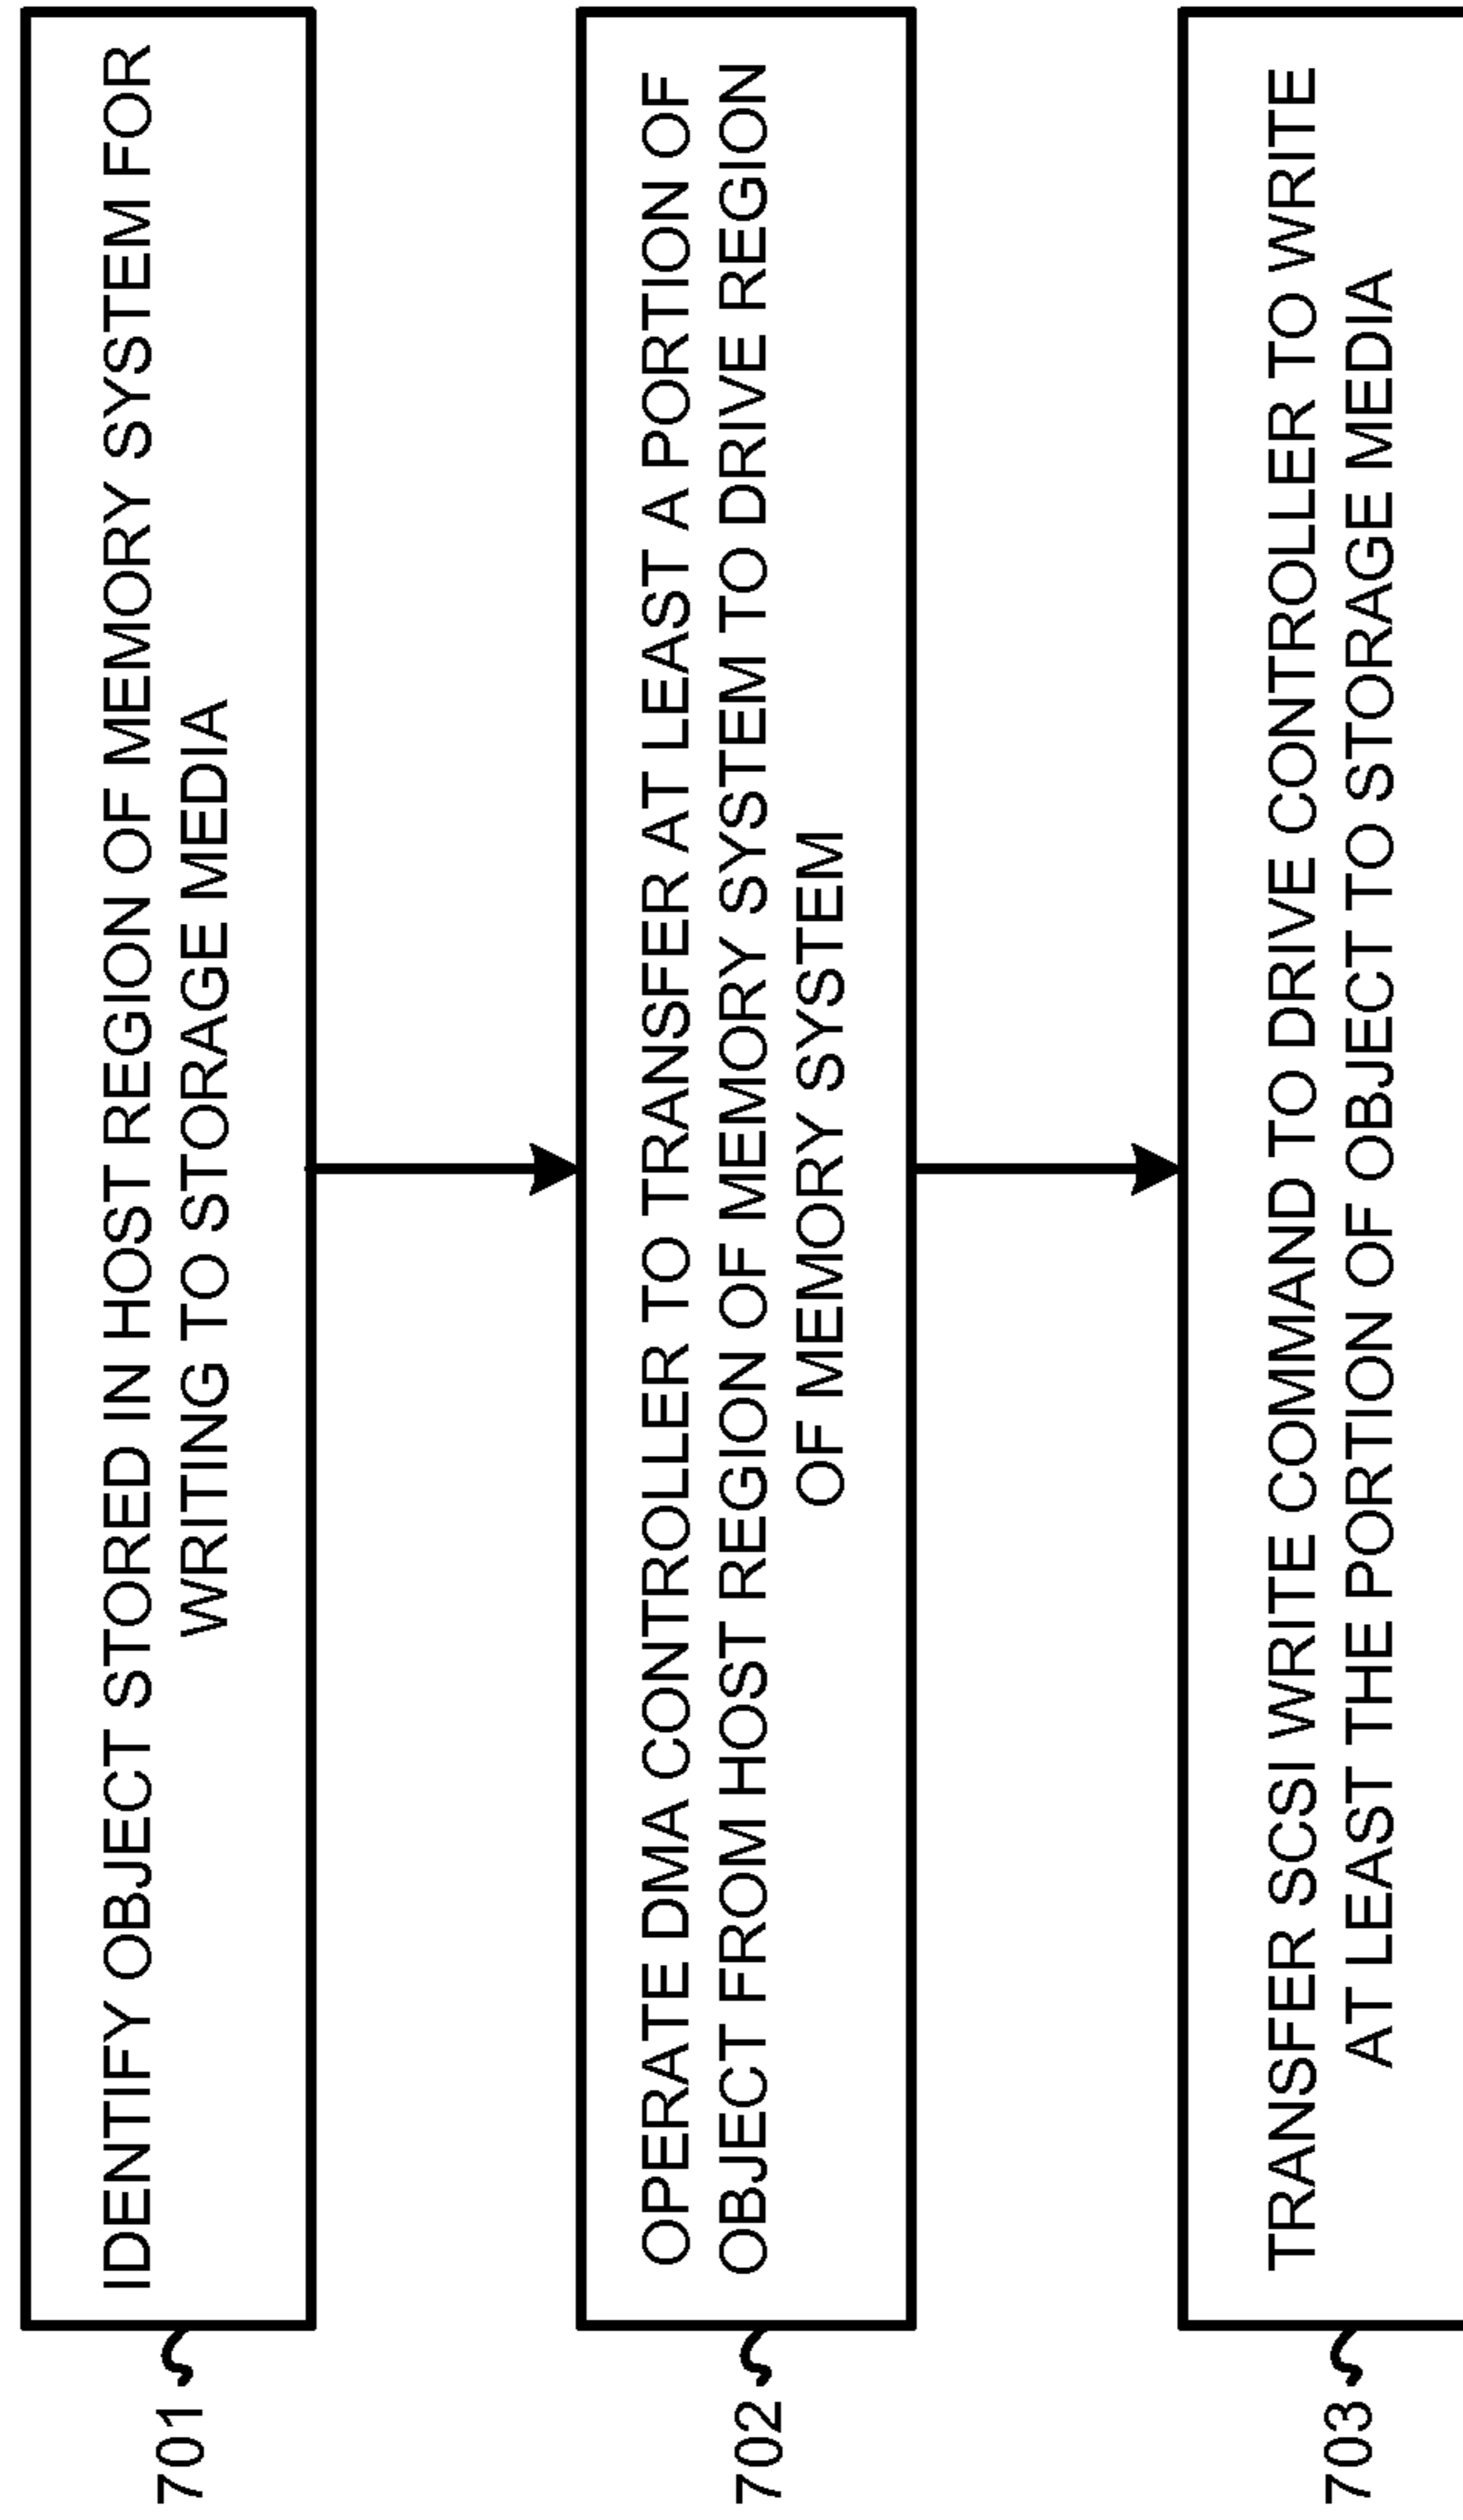 701
IDENTIFY OBJECT STORED IN HOST REGION OF MEMORY SYSTEM FOR
WRITING TO STORAGE MEDIA
702
OPERATE DMA CONTROLLER TO TRANSFER AT LEAST A PORTION OF
OBJECT FROM HOST REGION OF MEMORY SYSTEM TO DRIVE REGION
OF MEMORY SYSTEM
703
TRANSFER SCSI WRITE COMMAND TO DRIVE CONTROLLER TO WRITE
AT LEAST THE PORTION OF OBJECT TO STORAGE MEDIA